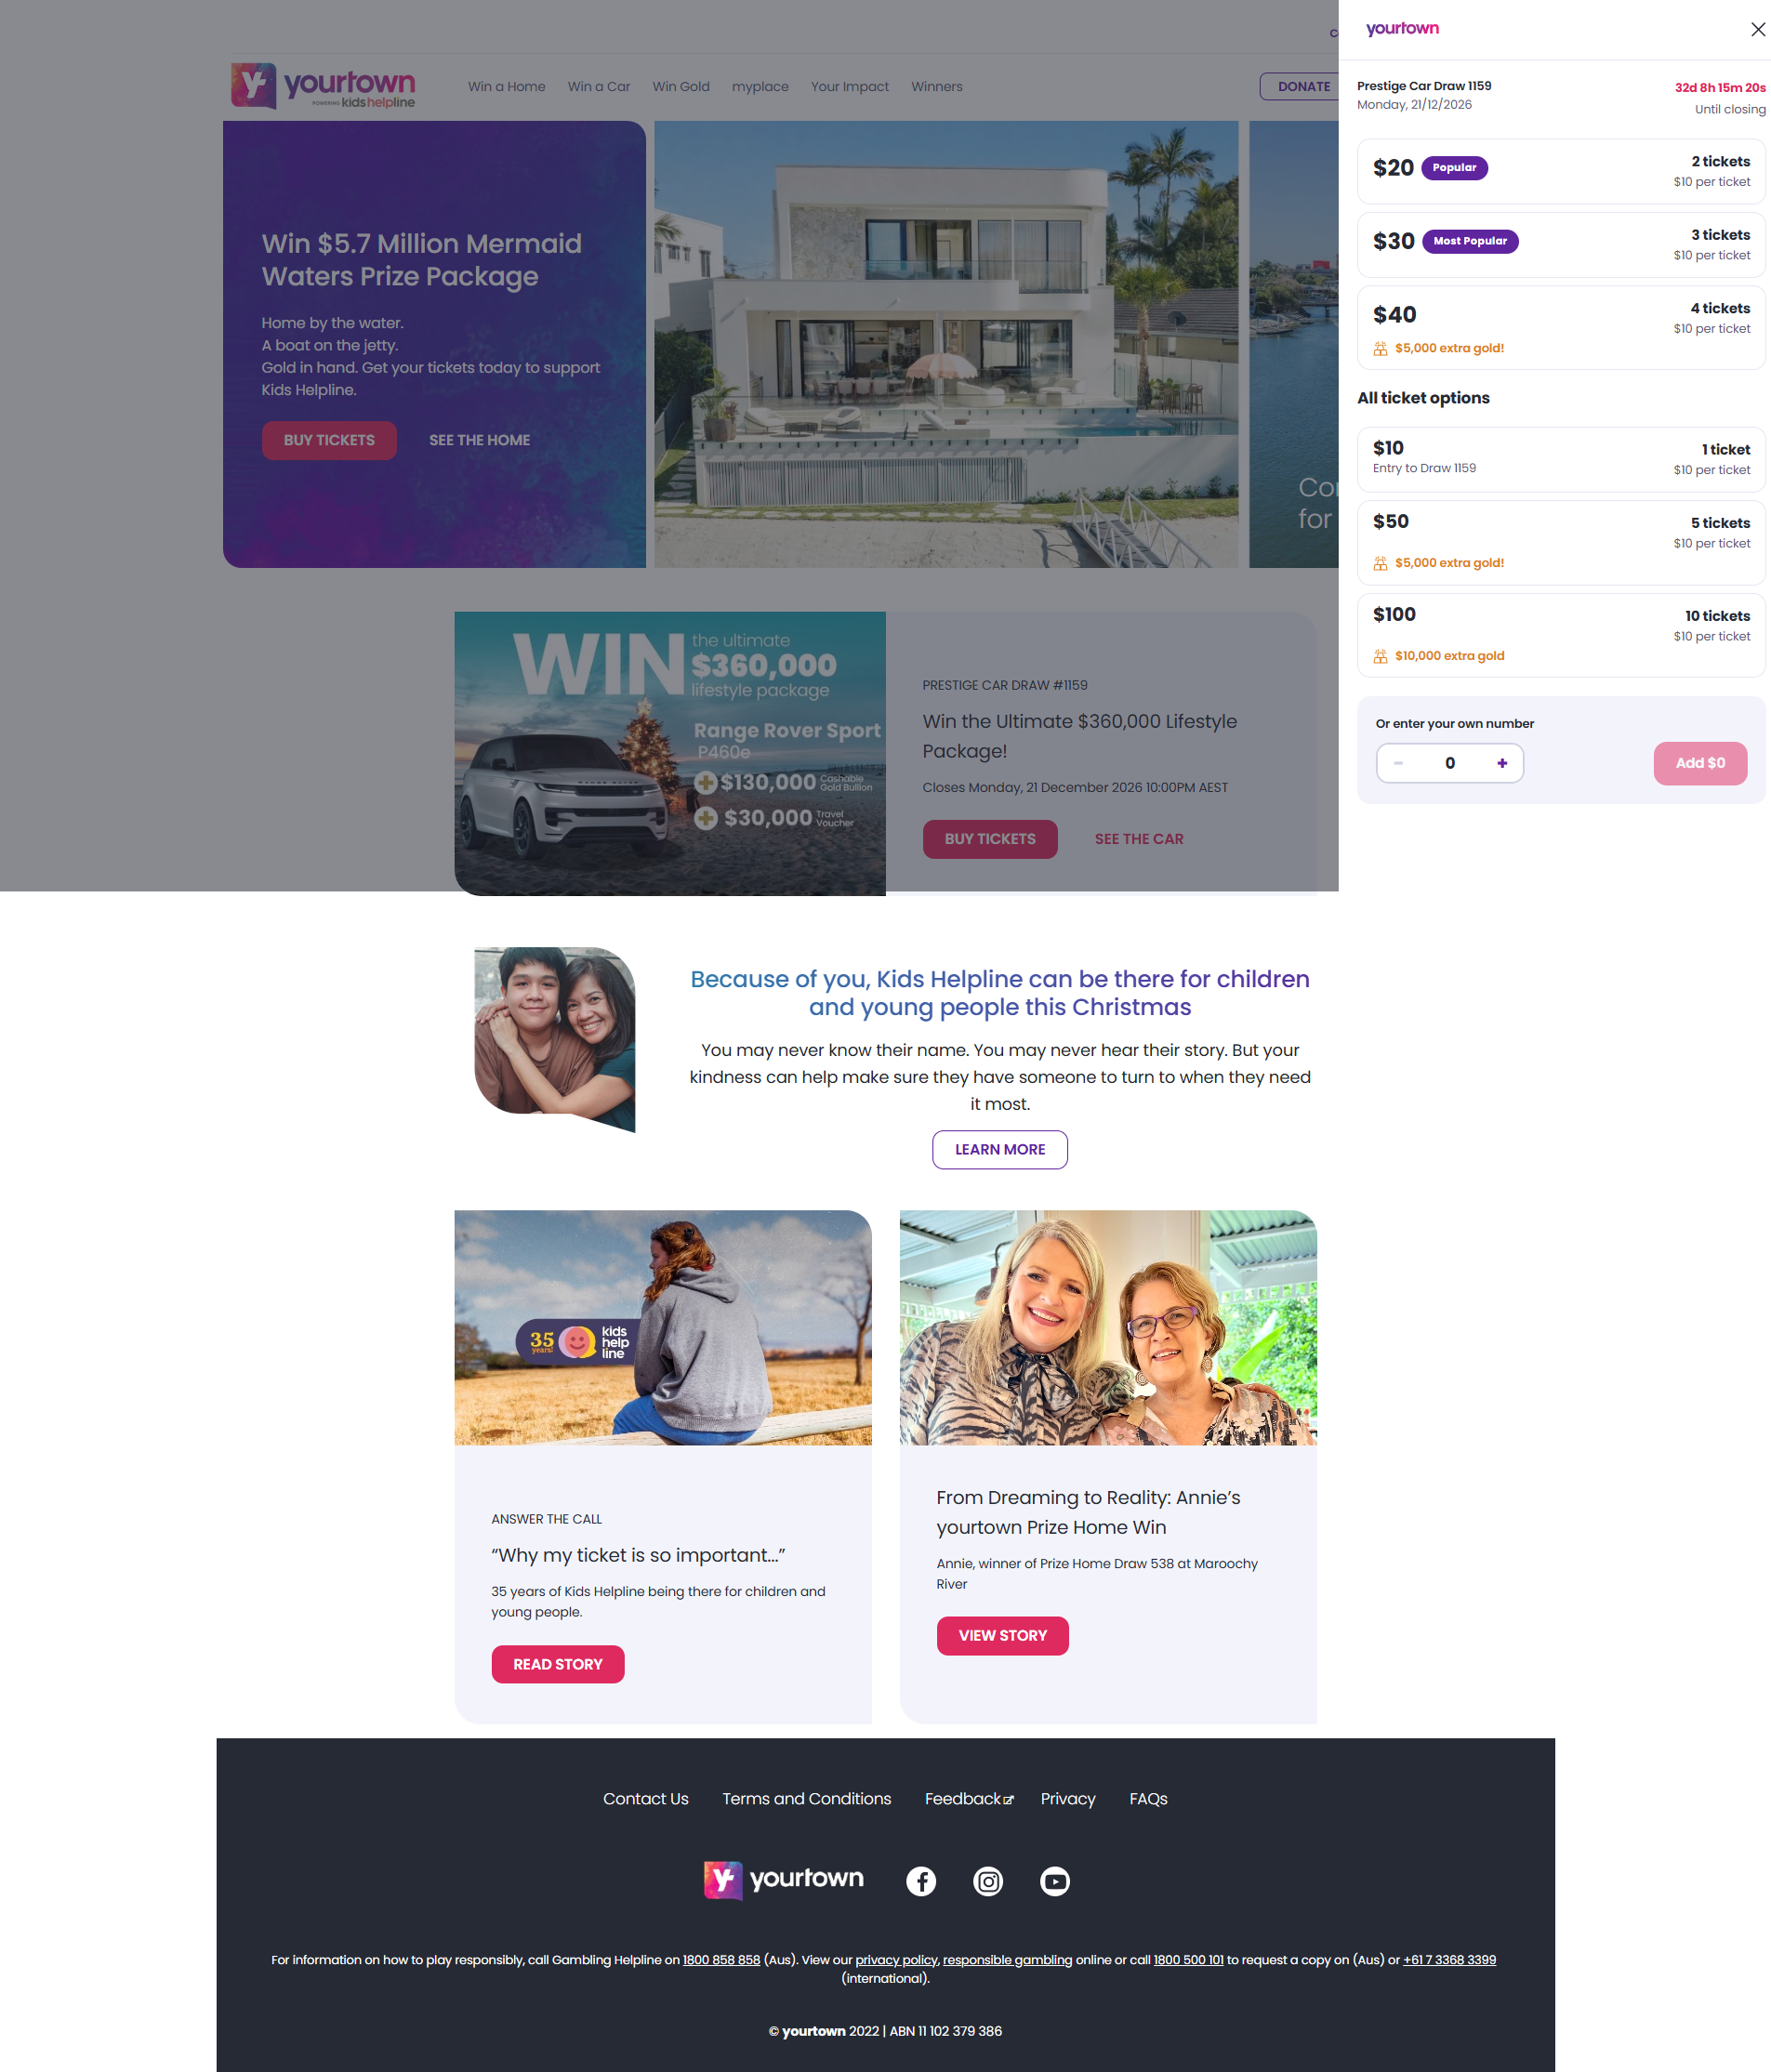 yourtown
POWERING kidshelpline
Win a Home
Win a Car
Win Gold
myplace
Your Impact
Winners
DONATE
Win $5.7 Million Mermaid
Waters Prize Package
Home by the water.
A boat on the jetty.
Gold in hand. Get your tickets today to support
Kids Helpline.
BUY TICKETS
SEE THE HOME
for
WIN
the ultimate
$360,000
lifestyle package
Range Rover Sport
P460e
+ $130,000 Cashable
Gold Bullion
+ $30,000 Travel
Voucher
PRESTIGE CAR DRAW #1159
Win the Ultimate $360,000 Lifestyle
Package!
Closes Monday, 21 December 2026 10:00PM AEST
BUY TICKETS
SEE THE CAR
yourtown
Prestige Car Draw 1159
Monday, 21/12/2026
32d 8h 15m 20s
Until closing
$20 Popular
2 tickets
$10 per ticket
$30 Most Popular
3 tickets
$10 per ticket
$40
4 tickets
$10 per ticket
$5,000 extra gold!
All ticket options
$10
Entry to Draw 1159
1 ticket
$10 per ticket
$50
5 tickets
$10 per ticket
$5,000 extra gold!
$100
10 tickets
$10 per ticket
$10,000 extra gold
Or enter your own number
− 0 +
Add $0
Because of you, Kids Helpline can be there for children
and young people this Christmas
You may never know their name. You may never hear their story. But your
kindness can help make sure they have someone to turn to when they need
it most.
LEARN MORE
35
years!
kids
help
line
ANSWER THE CALL
“Why my ticket is so important...”
35 years of Kids Helpline being there for children and
young people.
READ STORY
From Dreaming to Reality: Annie’s
yourtown Prize Home Win
Annie, winner of Prize Home Draw 538 at Maroochy
River
VIEW STORY
Contact Us
Terms and Conditions
Feedback
Privacy
FAQs
yourtown
For information on how to play responsibly, call Gambling Helpline on 1800 858 858 (Aus). View our privacy policy, responsible gambling online or call 1800 500 101 to request a copy on (Aus) or +61 7 3368 3399
(international).
© yourtown 2022 | ABN 11 102 379 386